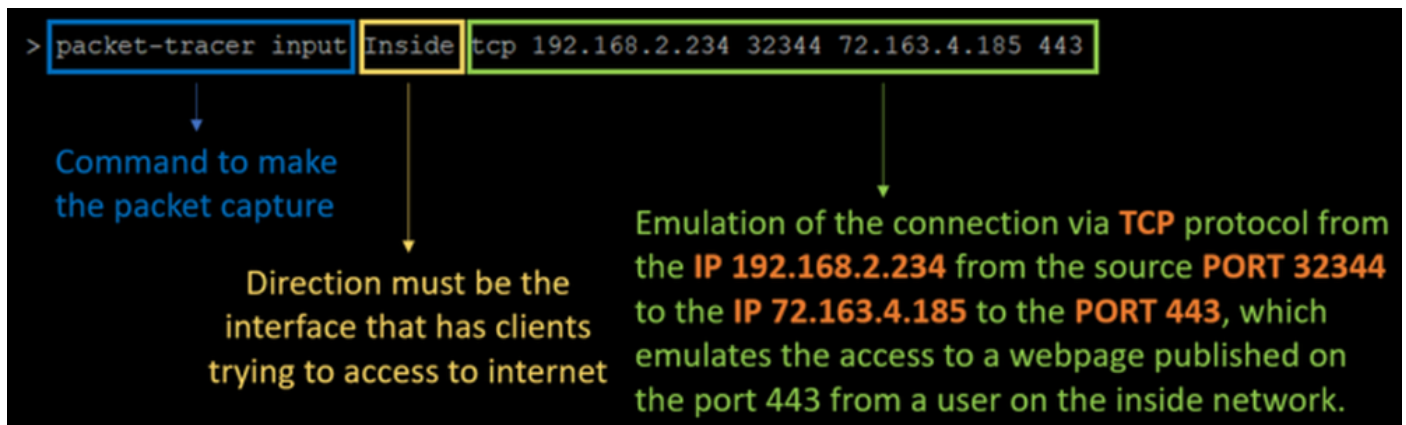 > packet-tracer input Inside tcp 192.168.2.234 32344 72.163.4.185 443
Command to make
the packet capture
Direction must be the
interface that has clients
trying to access to internet
Emulation of the connection via TCP protocol from
the IP 192.168.2.234 from the source PORT 32344
to the IP 72.163.4.185 to the PORT 443, which
emulates the access to a webpage published on
the port 443 from a user on the inside network.